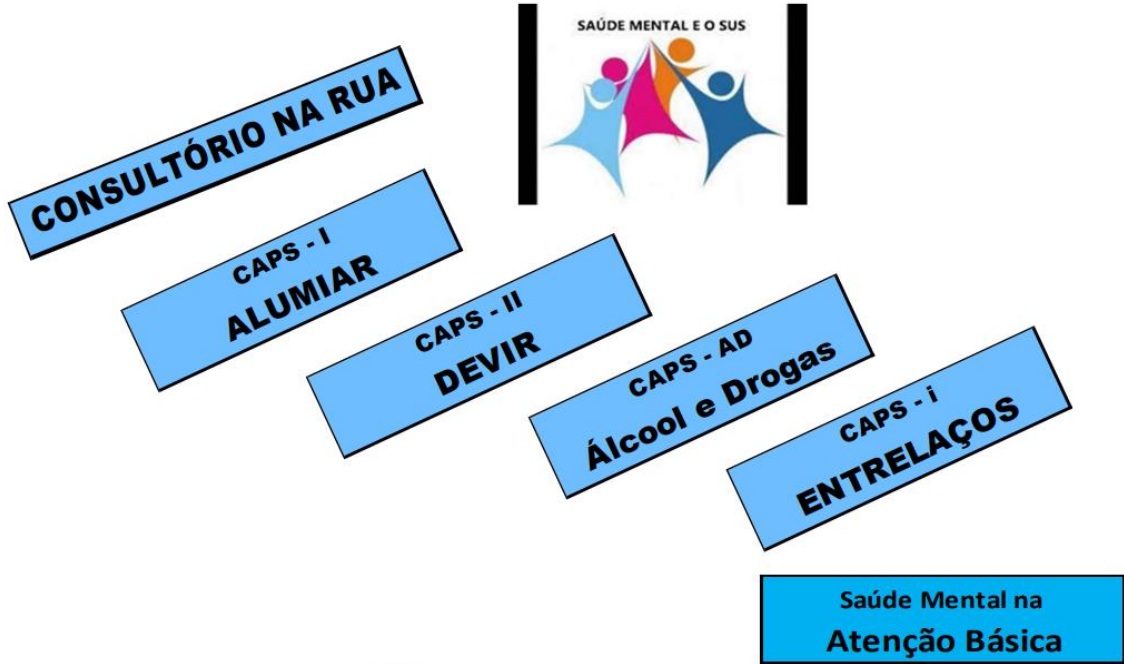 SAÚDE MENTAL E O SUS
CONSULTÓRIO NA RUA
CAPS - I
ALUMIAR
CAPS - II
DEVIR
CAPS - AD
Álcool e Drogas
CAPS - i
ENTRELAÇOS
Saúde Mental na
Atenção Básica